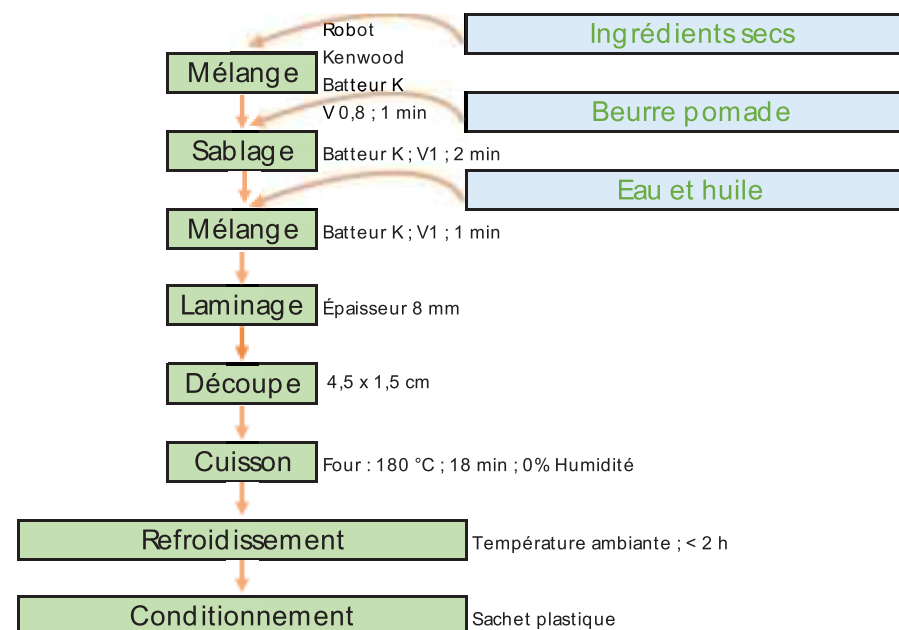 Robot
Ingrédients secs
Kenwood
Mélange
Batteur K
V 0,8 ; 1 min
Beurre pomade
Sablage
Batteur K ; V1 ; 2 min
Eau et huile
Mélange
Batteur K ; V1 ; 1 min
Laminage
Épaisseur 8 mm
Découpe
4,5 x 1,5 cm
Cuisson
Four : 180 °C ; 18 min ; 0% Humidité
Refroidissement
Température ambiante ; < 2 h
Conditionnement
Sachet plastique